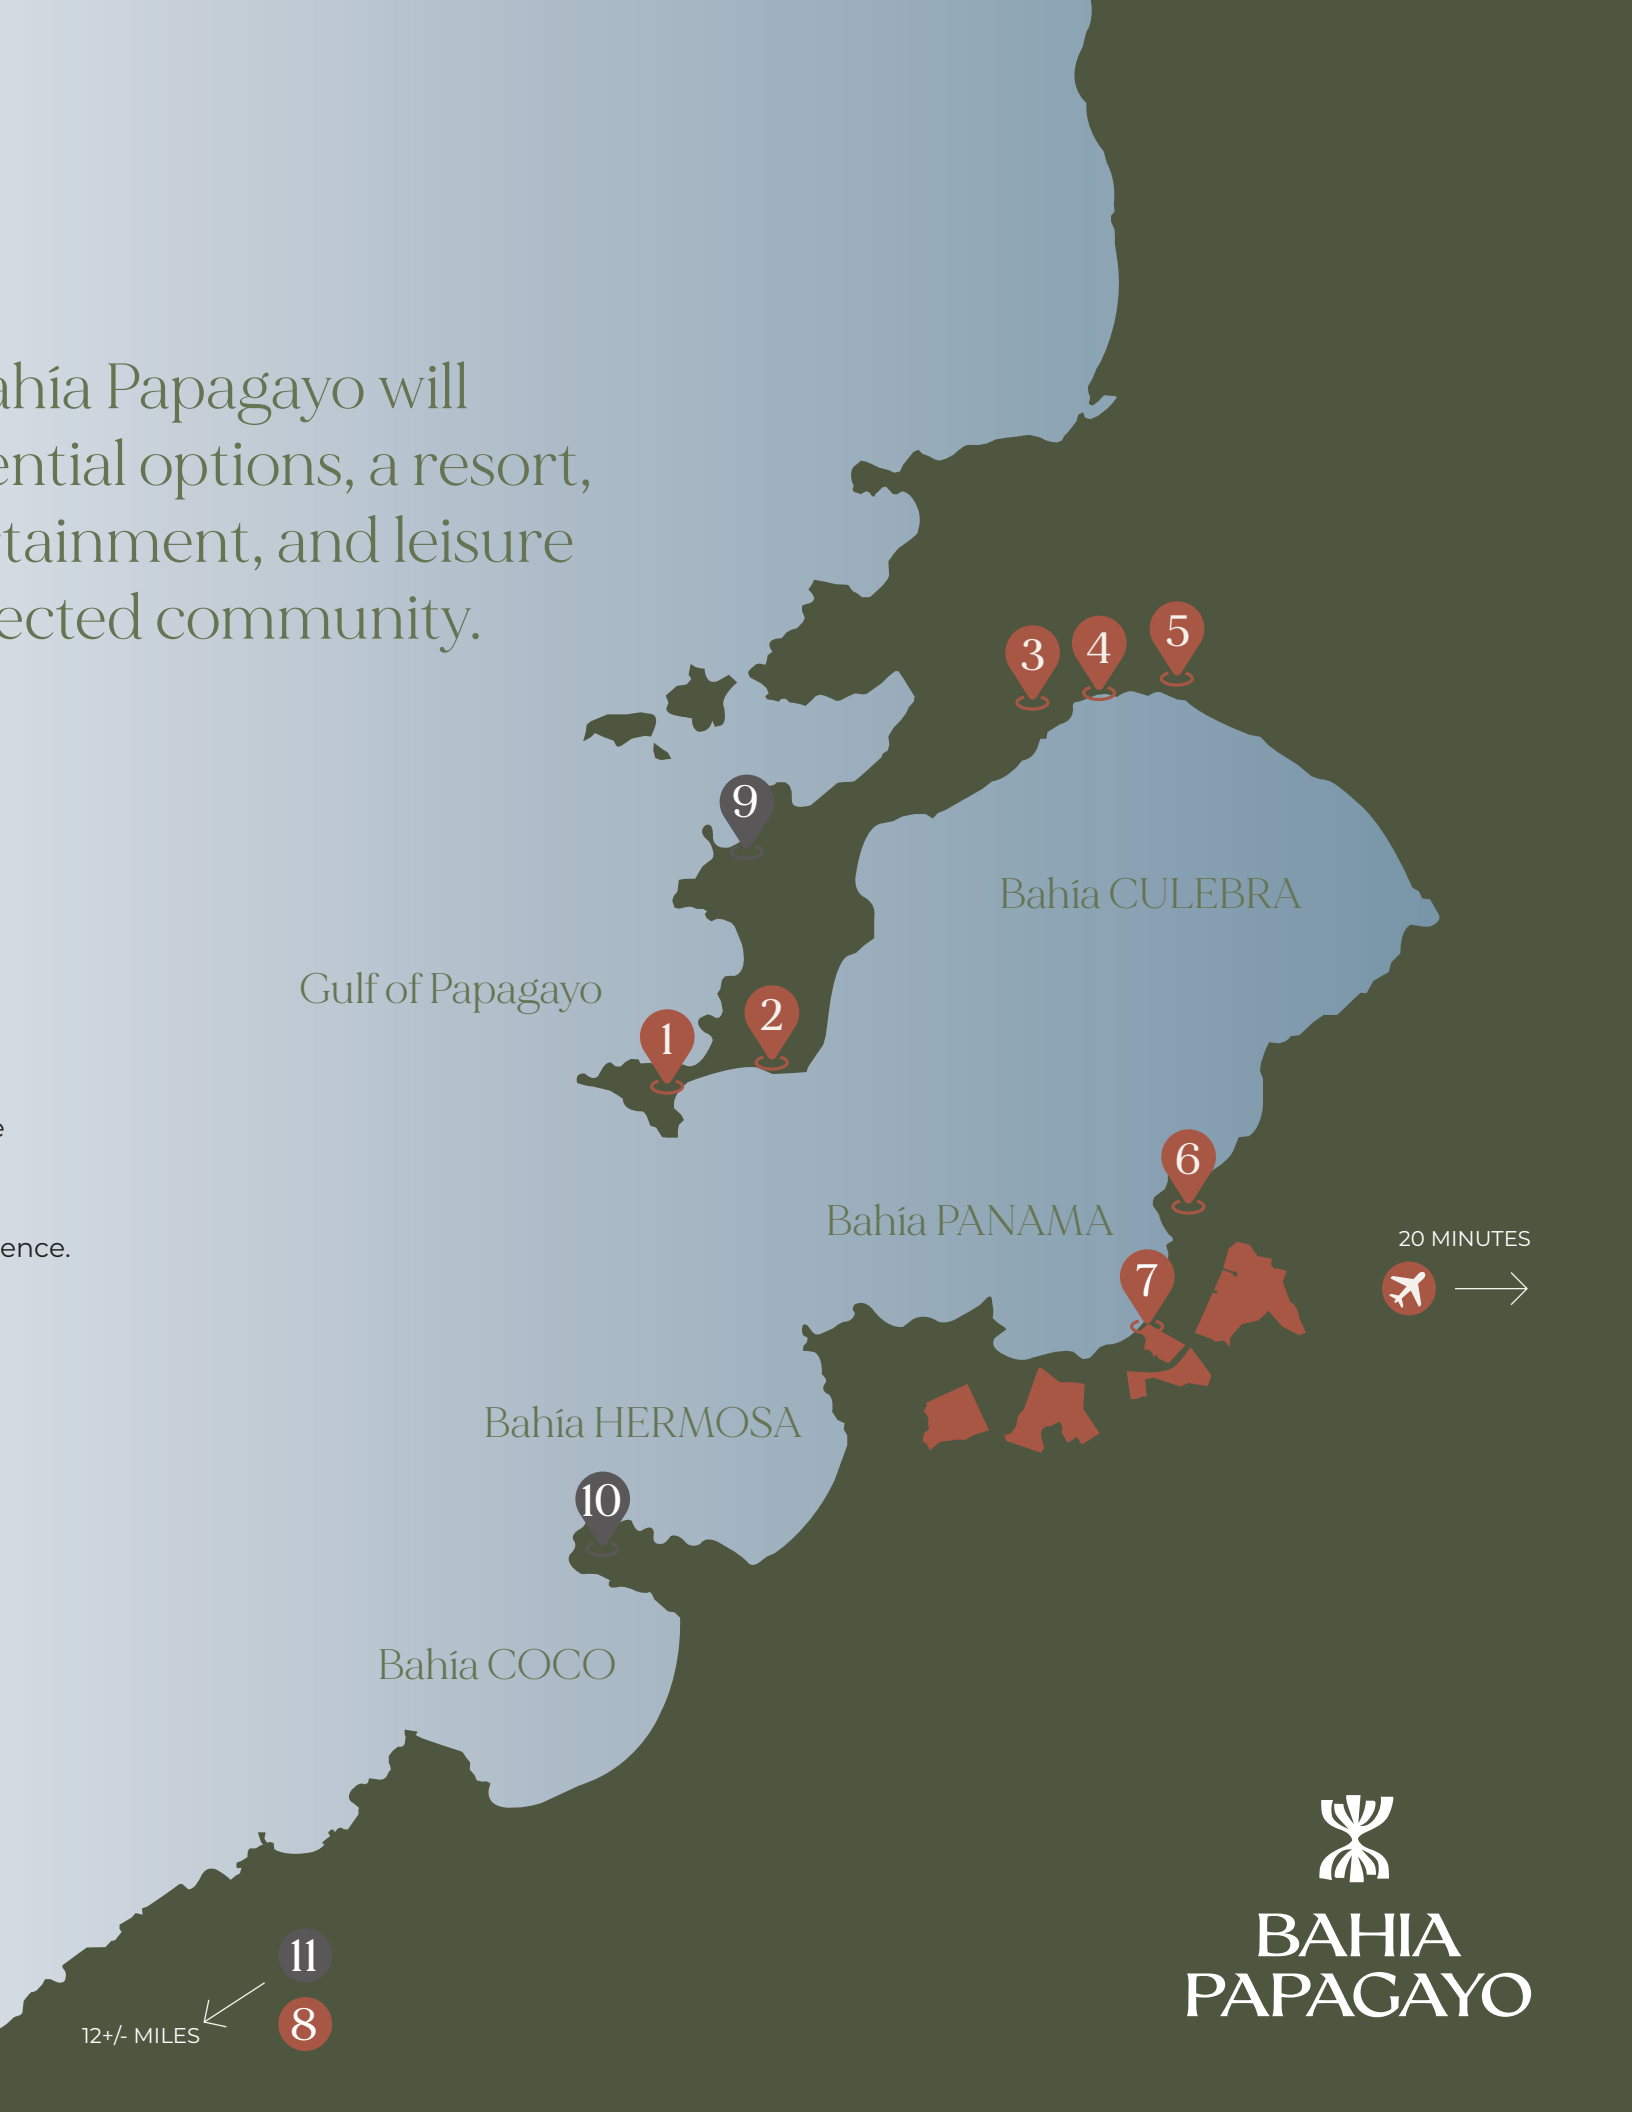 ahía Papagayo will
ential options, a resort,
rtainment, and leisure
ected community.
3
4
5
9
Bahía CULEBRA
Gulf of Papagayo
1
2
e
6
Bahía PANAMA
ence.
20 MINUTES
7
Bahía HERMOSA
10
Bahía COCO
11
8
12+/- MILES
BAHIA
PAPAGAYO